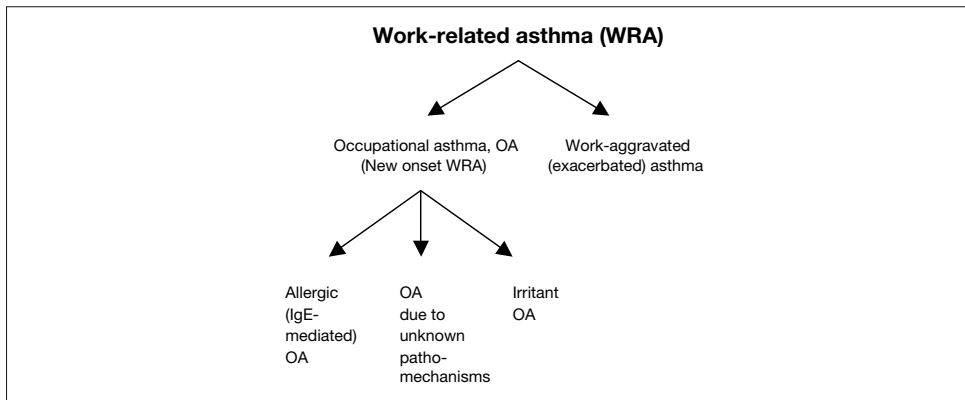 Work-related asthma (WRA)
Occupational asthma, OA
(New onset WRA)
Work-aggravated
(exacerbated) asthma
Allergic
(IgE-
mediated)
OA
OA
due to
unknown
patho-
mechanisms
Irritant
OA